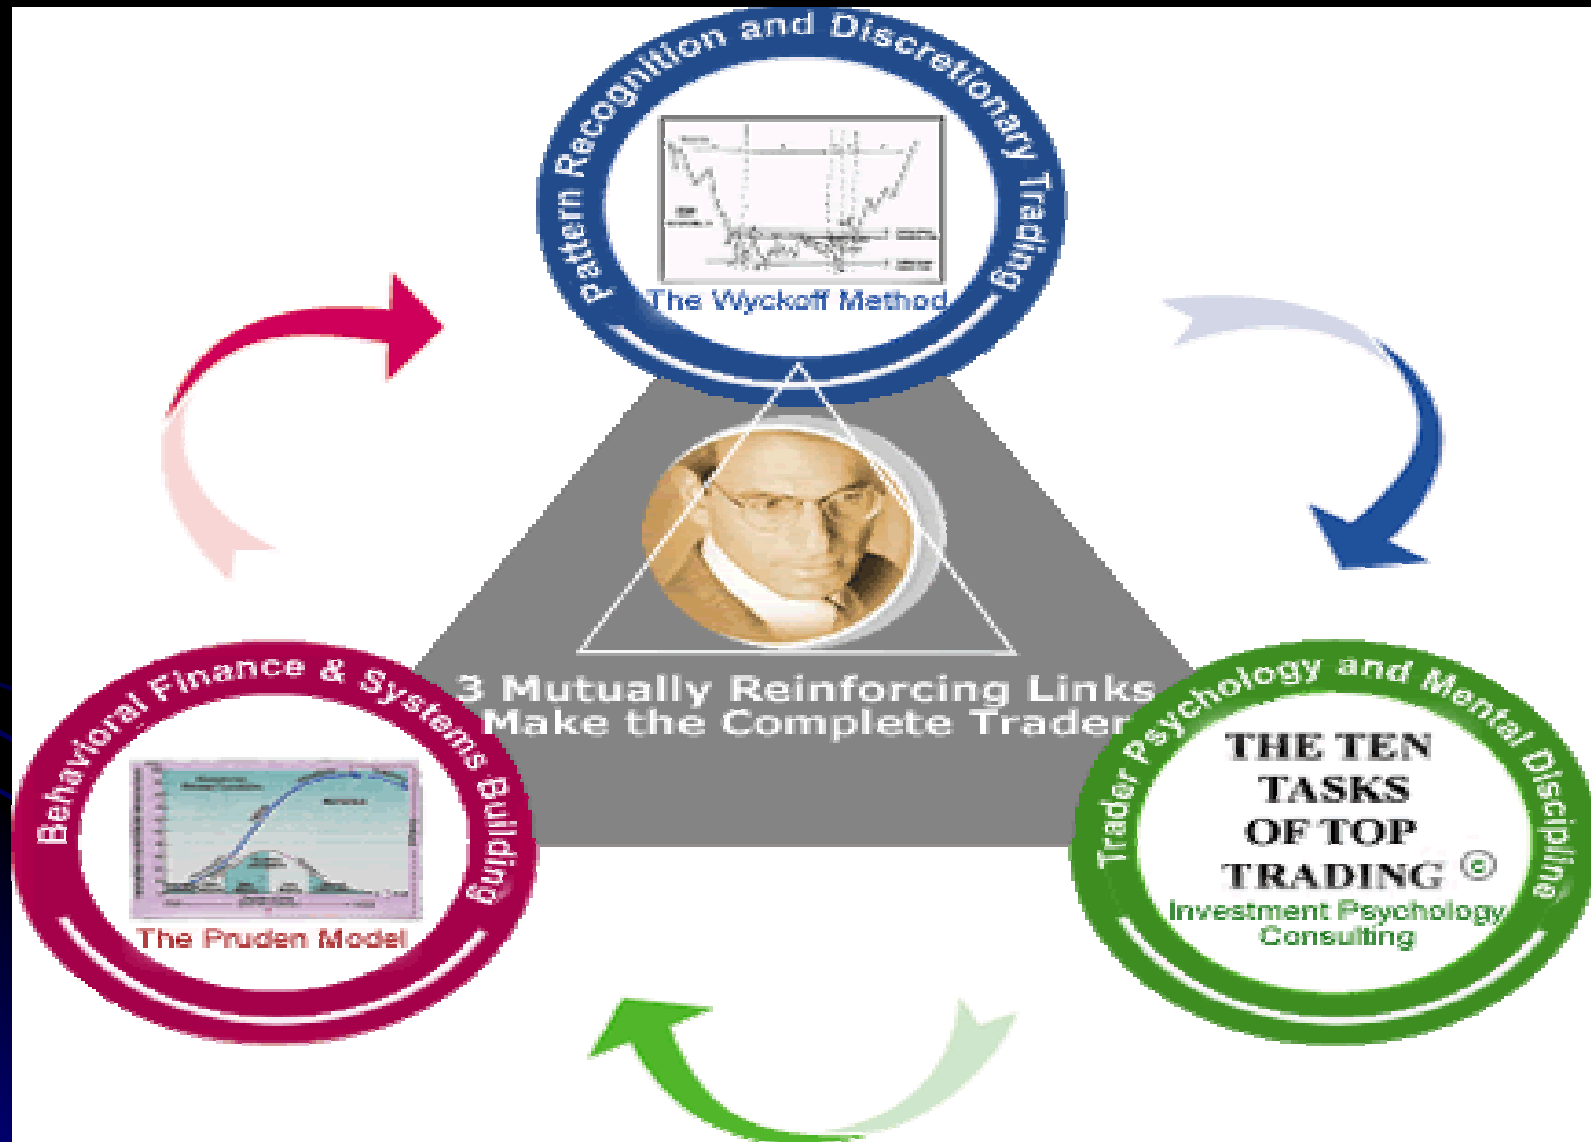 Pattern Recognition and Discretionary Trading
The Wyckoff Method
3 Mutually Reinforcing Links
Make the Complete Trader
Behavioral Finance & Systems Building
The Pruden Model
Trader Psychology and Mental Discipline
THE TEN
TASKS
OF TOP
TRADING ©
Investment Psychology
Consulting